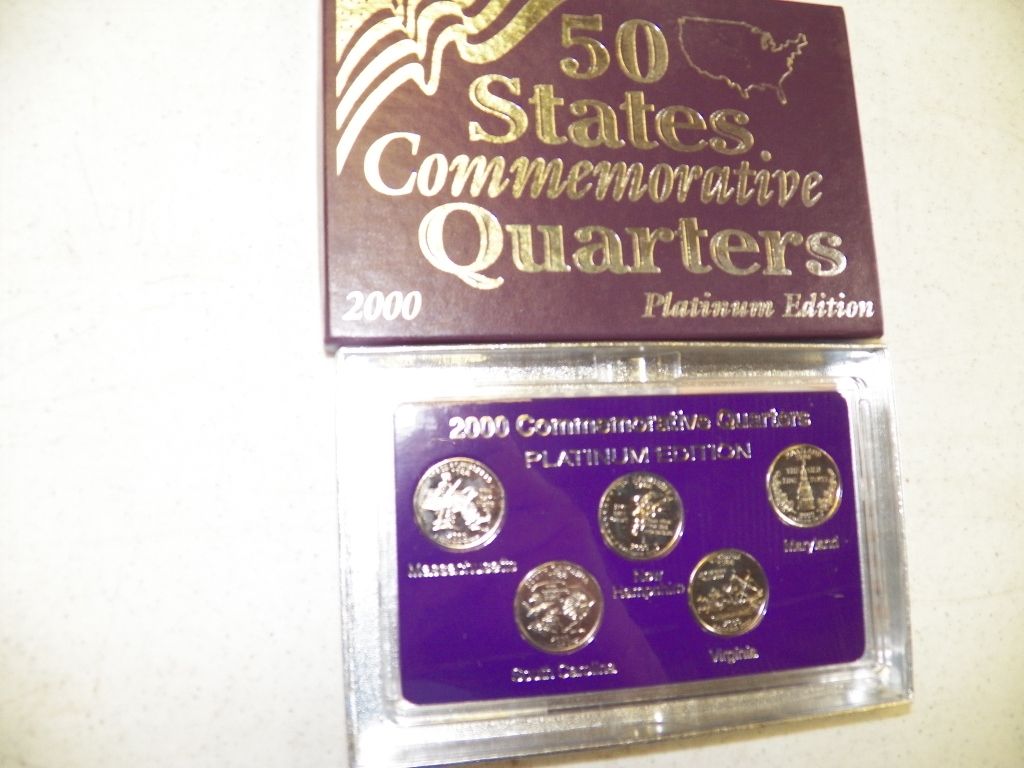 50
States
Commemorative
Quarters
2000 Platinum Edition
2000 Commemorative Quarters
PLATINUM EDITION
Massachusetts
New
Hampshire
Maryland
South Carolina
Virginia